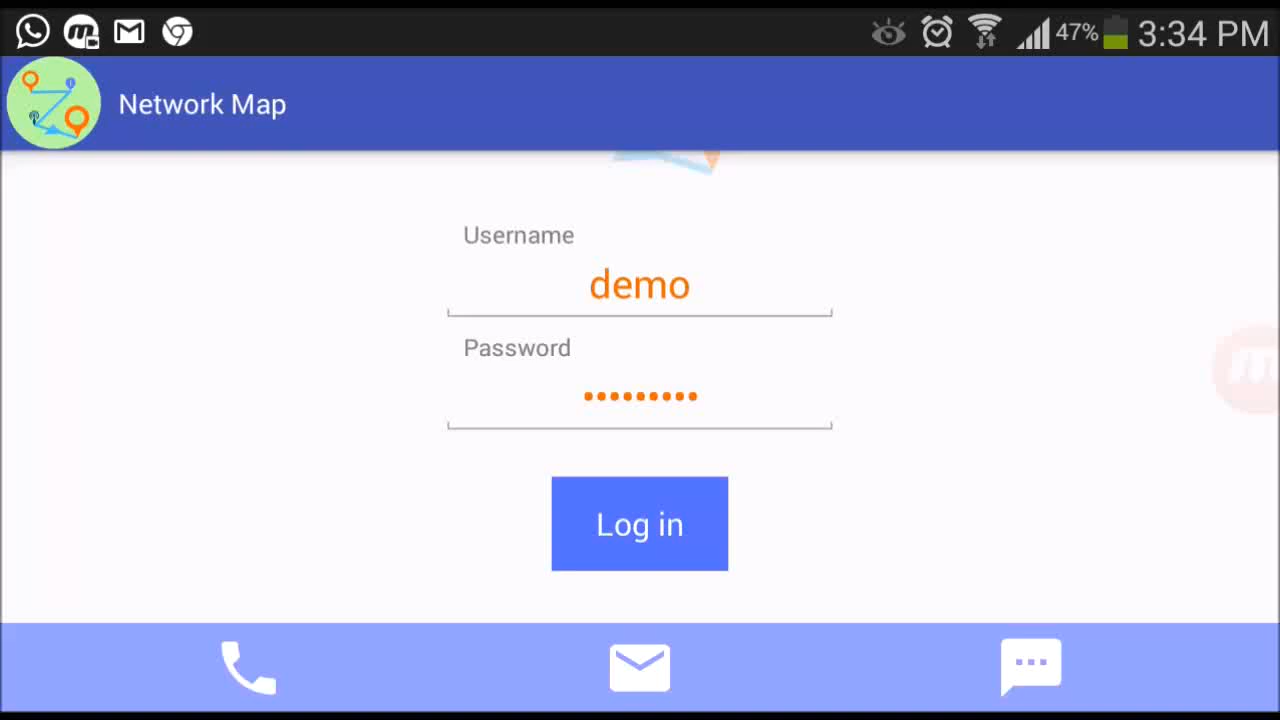 47% 3:34 PM
Network Map
Username
demo
Password
•••••••••
Log in